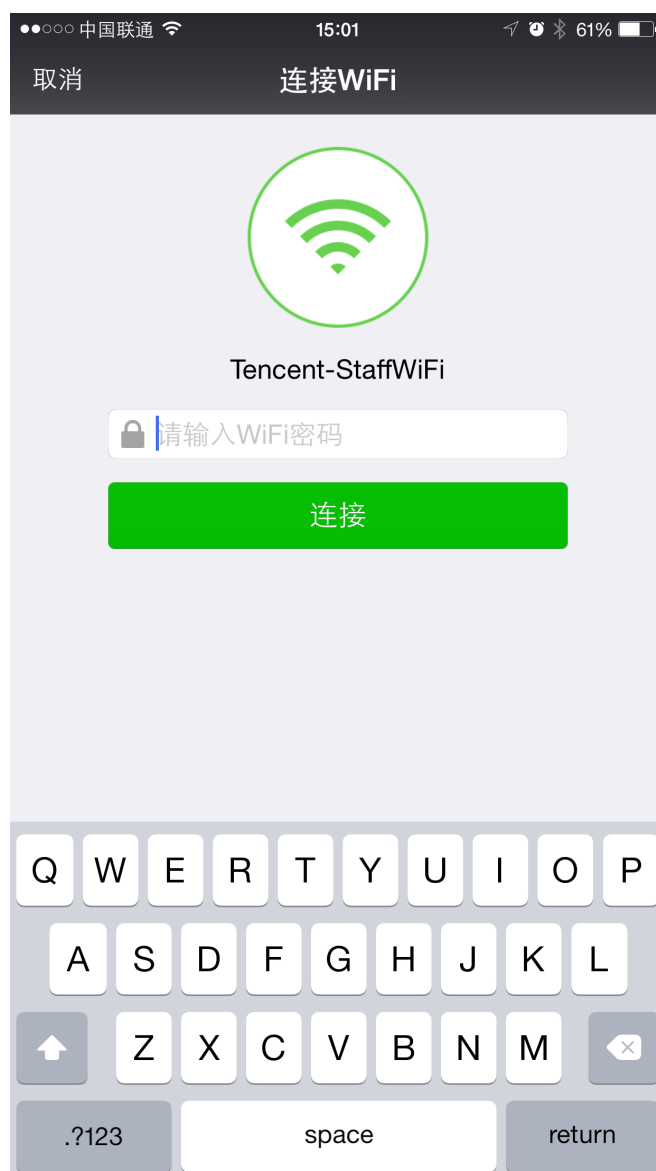 中国联通 15:01 61%
取消 连接WiFi
Tencent-StaffWiFi
请输入WiFi密码
连接
Q W E R T Y U I O P
A S D F G H J K L
Z X C V B N M
.?123 space return